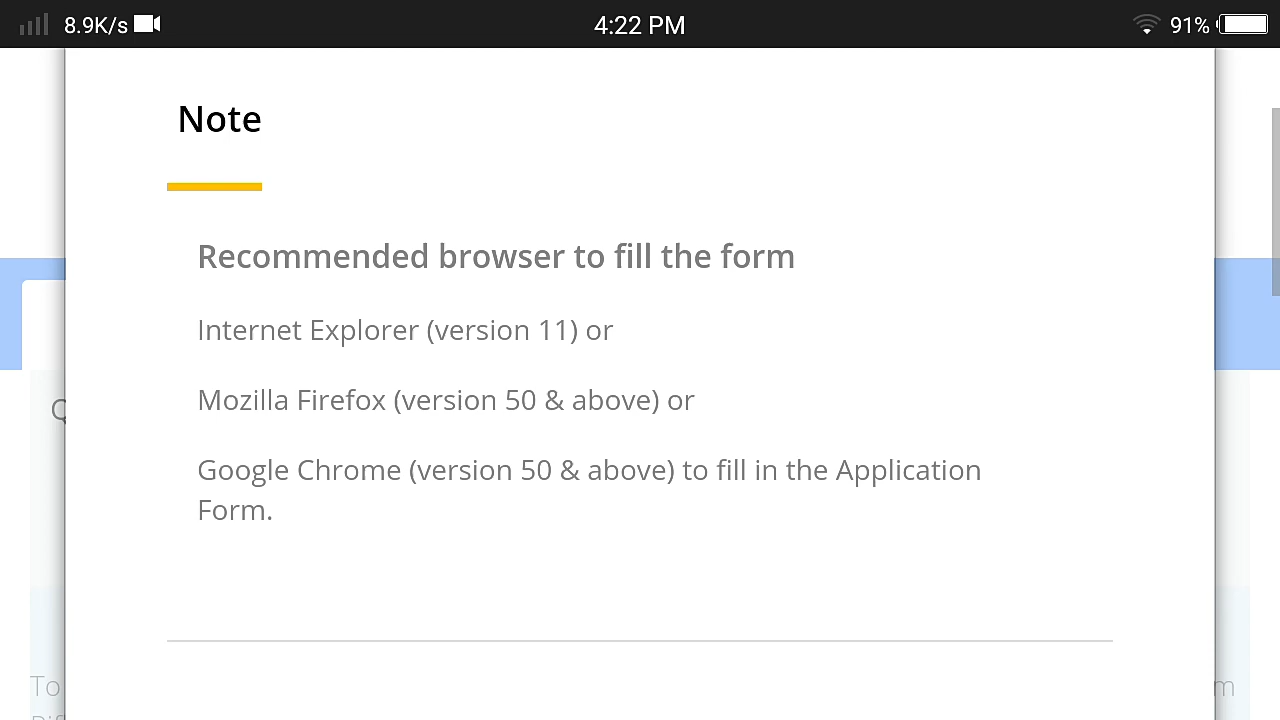 8.9K/s 4:22 PM 91%
Note
Recommended browser to fill the form
Internet Explorer (version 11) or
Mozilla Firefox (version 50 & above) or
Google Chrome (version 50 & above) to fill in the Application
Form.
To